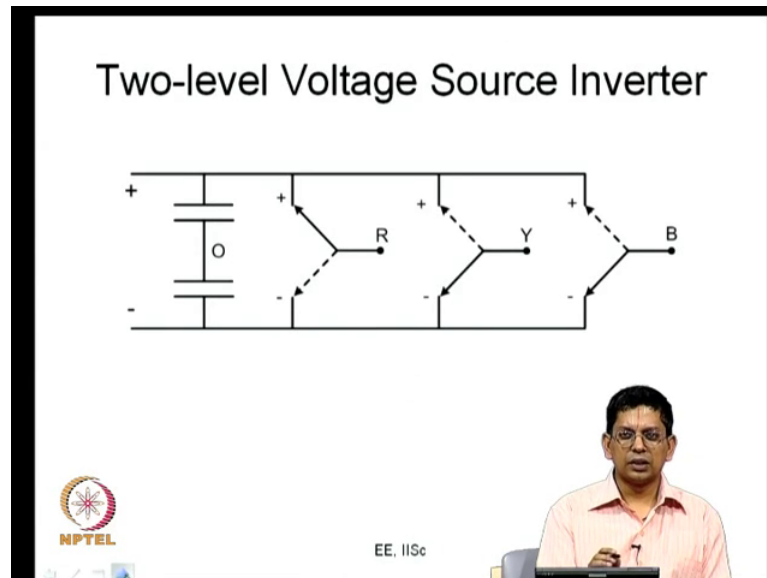 Two-level Voltage Source Inverter
+ + + +
O R Y B
- - - -
NPTEL
EE, IISc